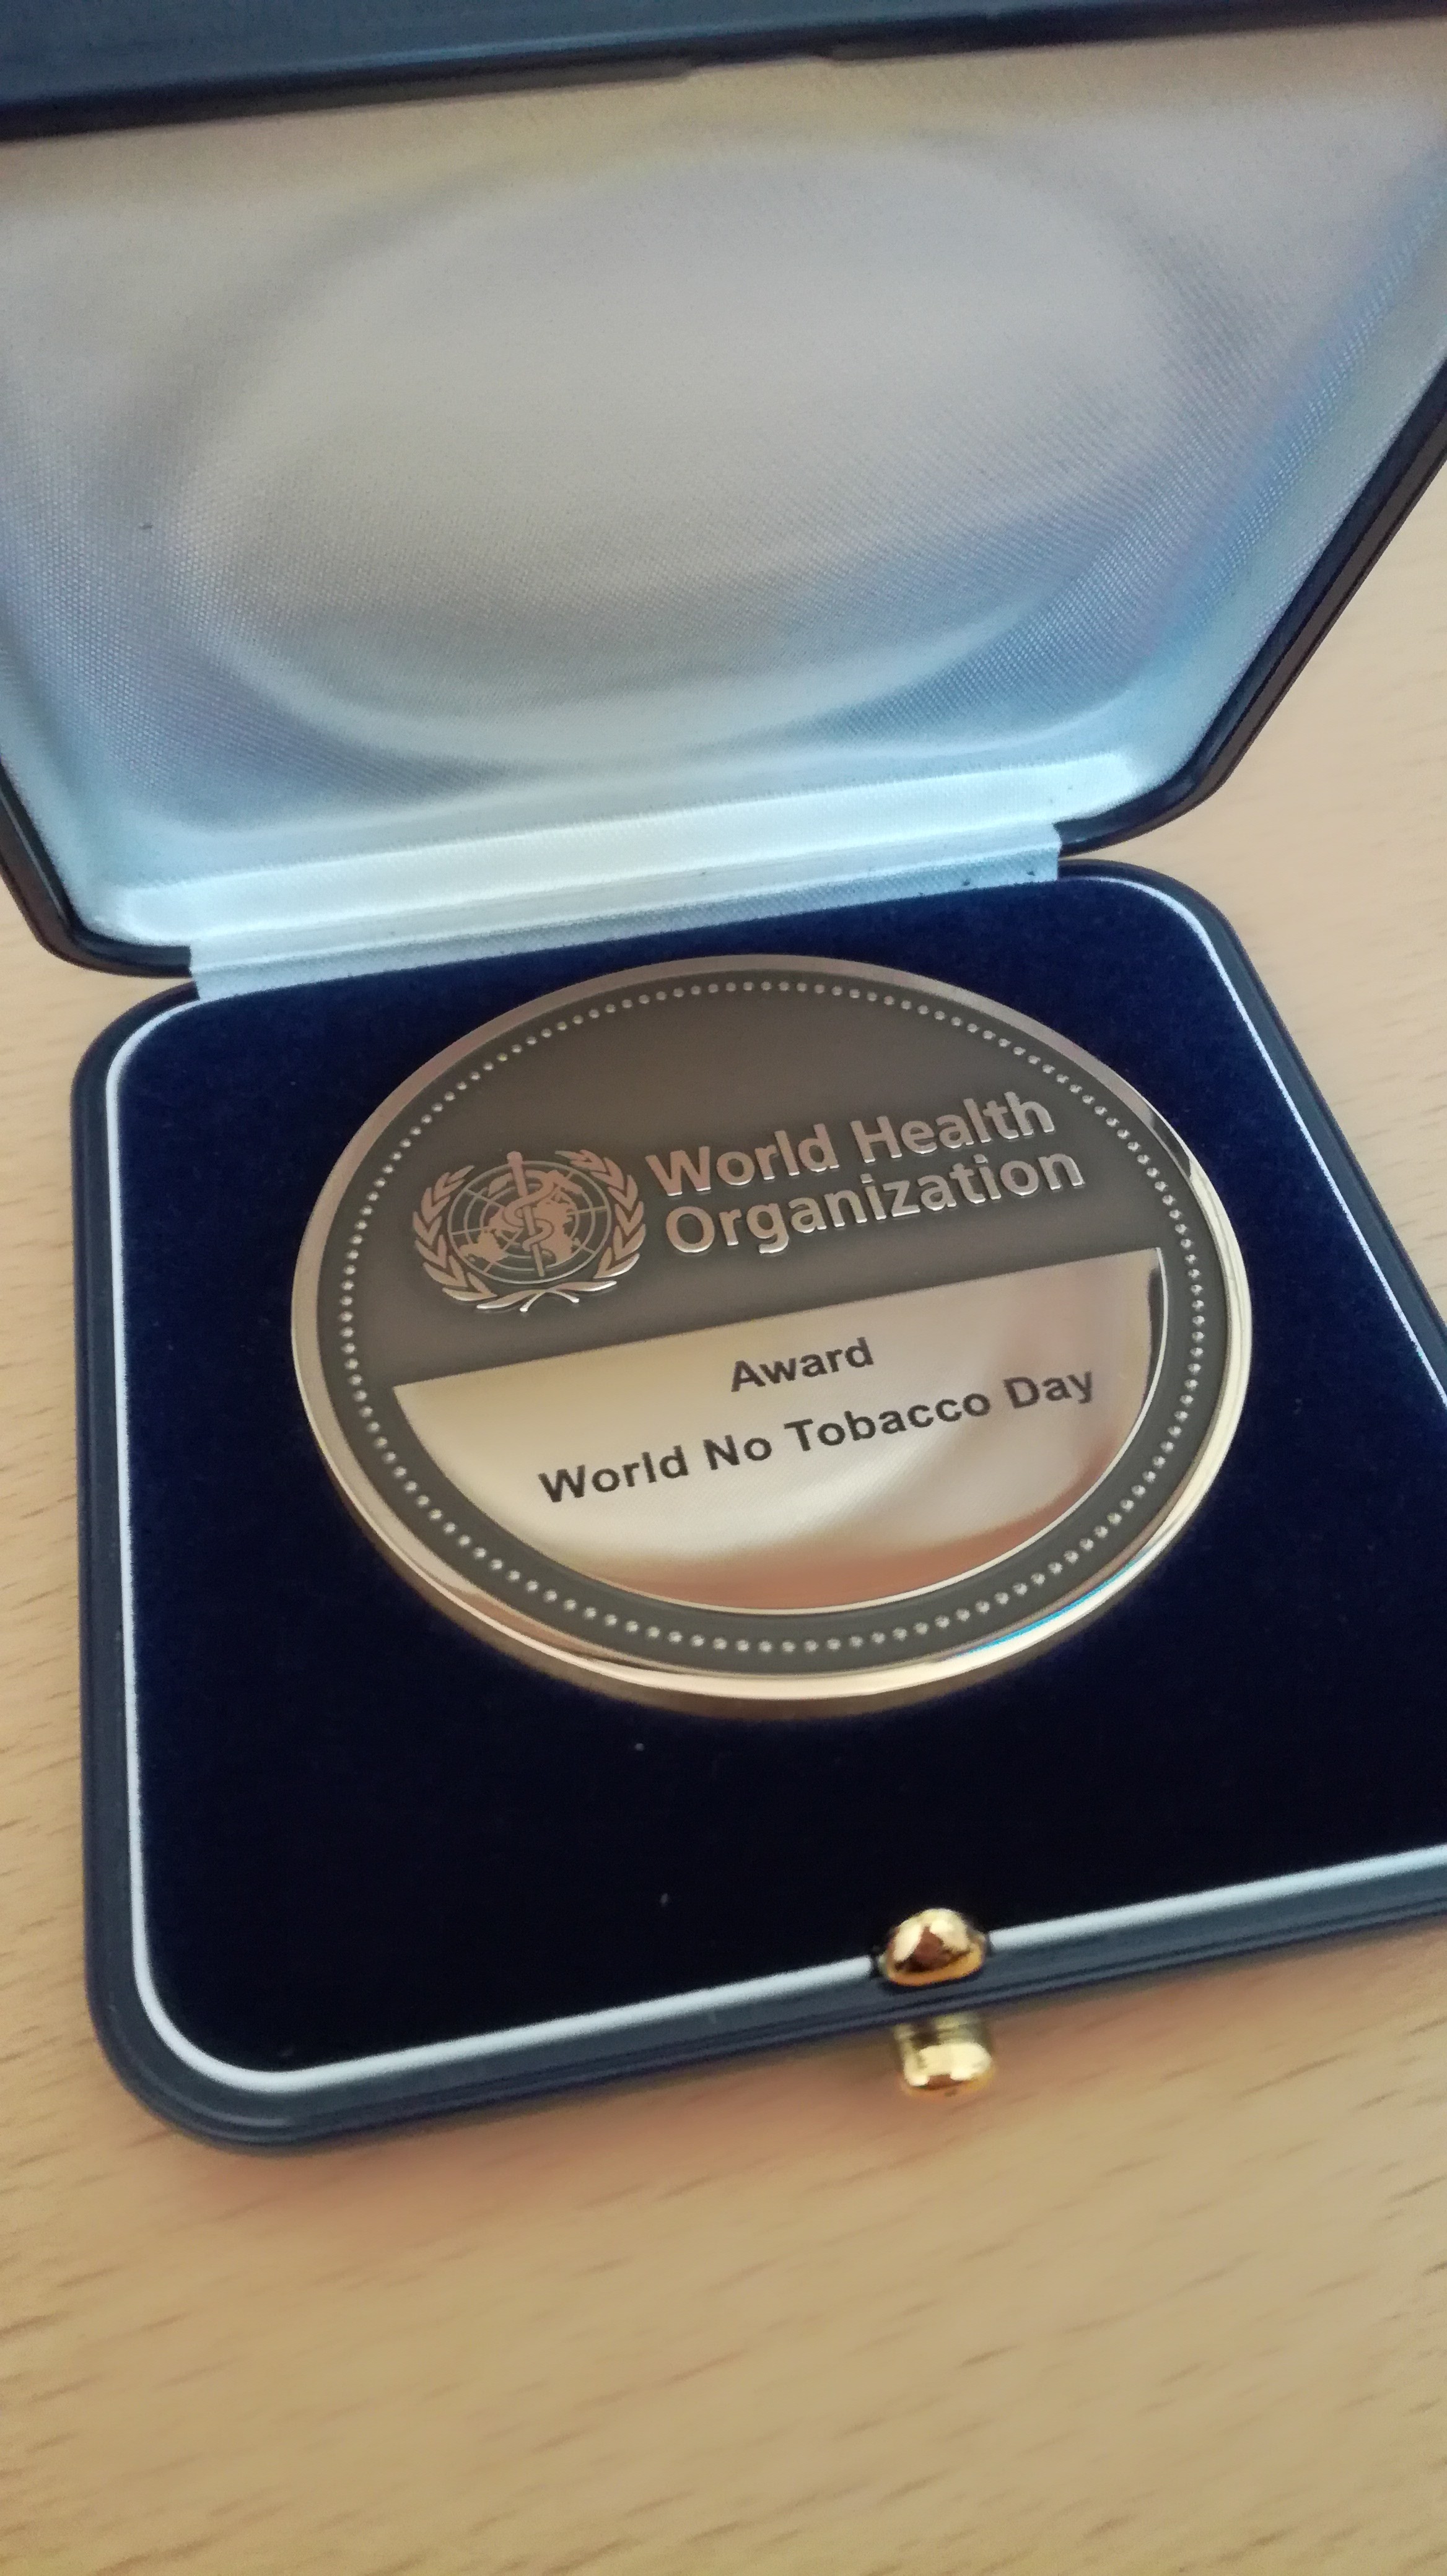 World Health
Organization
Award
World No Tobacco Day